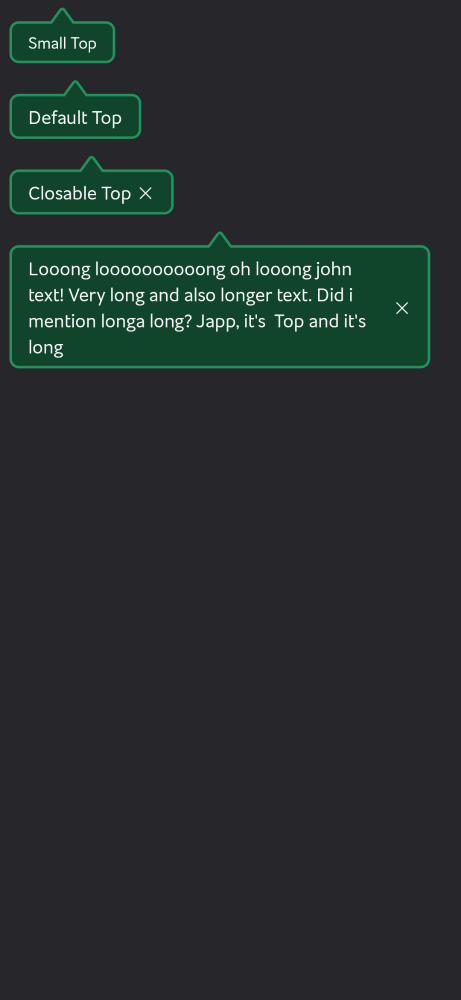 Small Top
Default Top
Closable Top
Looong looooooooooong oh looong john
text! Very long and also longer text. Did i
mention longa long? Japp, it's  Top and it's
long